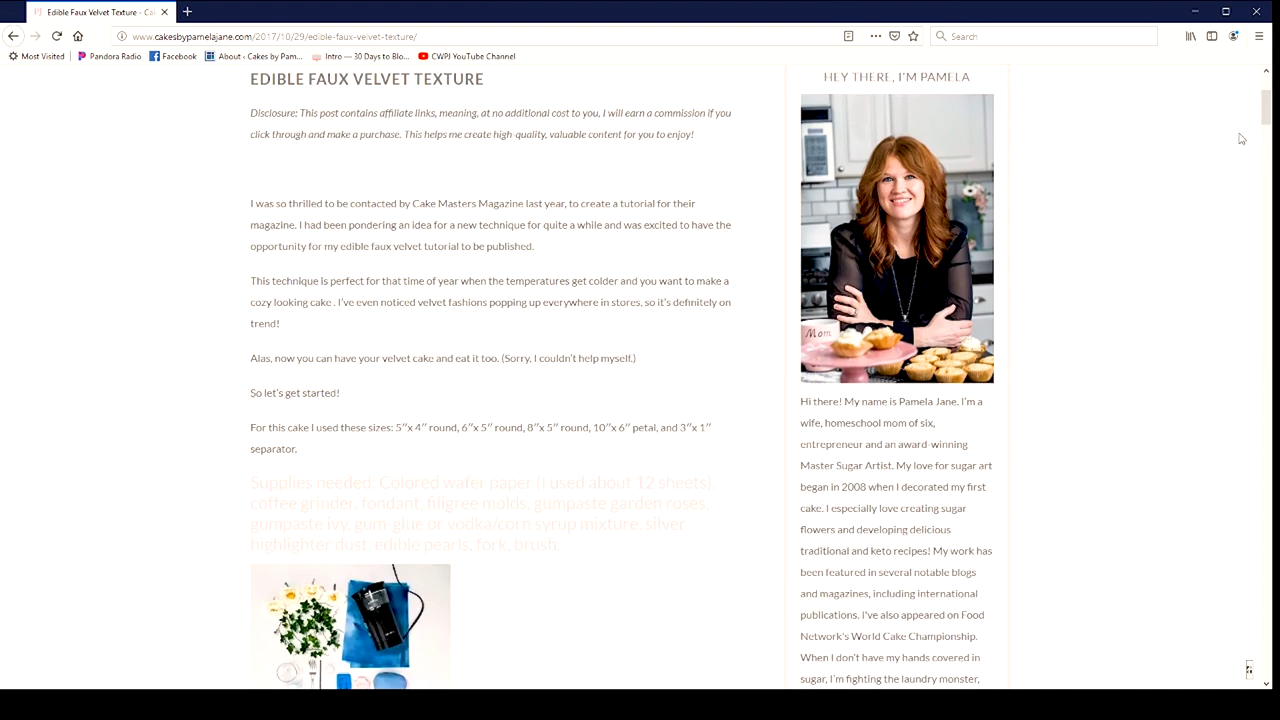 Edible Faux Velvet Texture - Ca
www.cakesbypamelajane.com/2017/10/29/edible-faux-velvet-texture/
Search
Most Visited
Pandora Radio
Facebook
About - Cakes by Pam...
Intro — 30 Days to Blo...
CWPJ YouTube Channel
EDIBLE FAUX VELVET TEXTURE
Disclosure: This post contains affiliate links, meaning, at no additional cost to you, I will earn a commission if you
click through and make a purchase. This helps me create high-quality, valuable content for you to enjoy!
I was so thrilled to be contacted by Cake Masters Magazine last year, to create a tutorial for their
magazine. I had been pondering an idea for a new technique for quite a while and was excited to have the
opportunity for my edible faux velvet tutorial to be published.
This technique is perfect for that time of year when the temperatures get colder and you want to make a
cozy looking cake . I've even noticed velvet fashions popping up everywhere in stores, so it's definitely on
trend!
Alas, now you can have your velvet cake and eat it too. (Sorry, I couldn't help myself.)
So let's get started!
For this cake I used these sizes: 5″x 4″ round, 6″x 5″ round, 8″x 5″ round, 10″x 6″ petal, and 3″x 1″
separator.
Supplies needed: Colored wafer paper (I used about 12 sheets),
coffee grinder, fondant, filigree molds, gumpaste garden roses,
gumpaste ivy, gum-glue or vodka/corn syrup mixture, silver
highlighter dust, edible pearls, fork, brush.
HEY THERE, I'M PAMELA
Mom
Hi there! My name is Pamela Jane. I'm a
wife, homeschool mom of six,
entrepreneur and an award-winning
Master Sugar Artist. My love for sugar art
began in 2008 when I decorated my first
cake. I especially love creating sugar
flowers and developing delicious
traditional and keto recipes! My work has
been featured in several notable blogs
and magazines, including international
publications. I've also appeared on Food
Network's World Cake Championship.
When I don't have my hands covered in
sugar, I'm fighting the laundry monster,